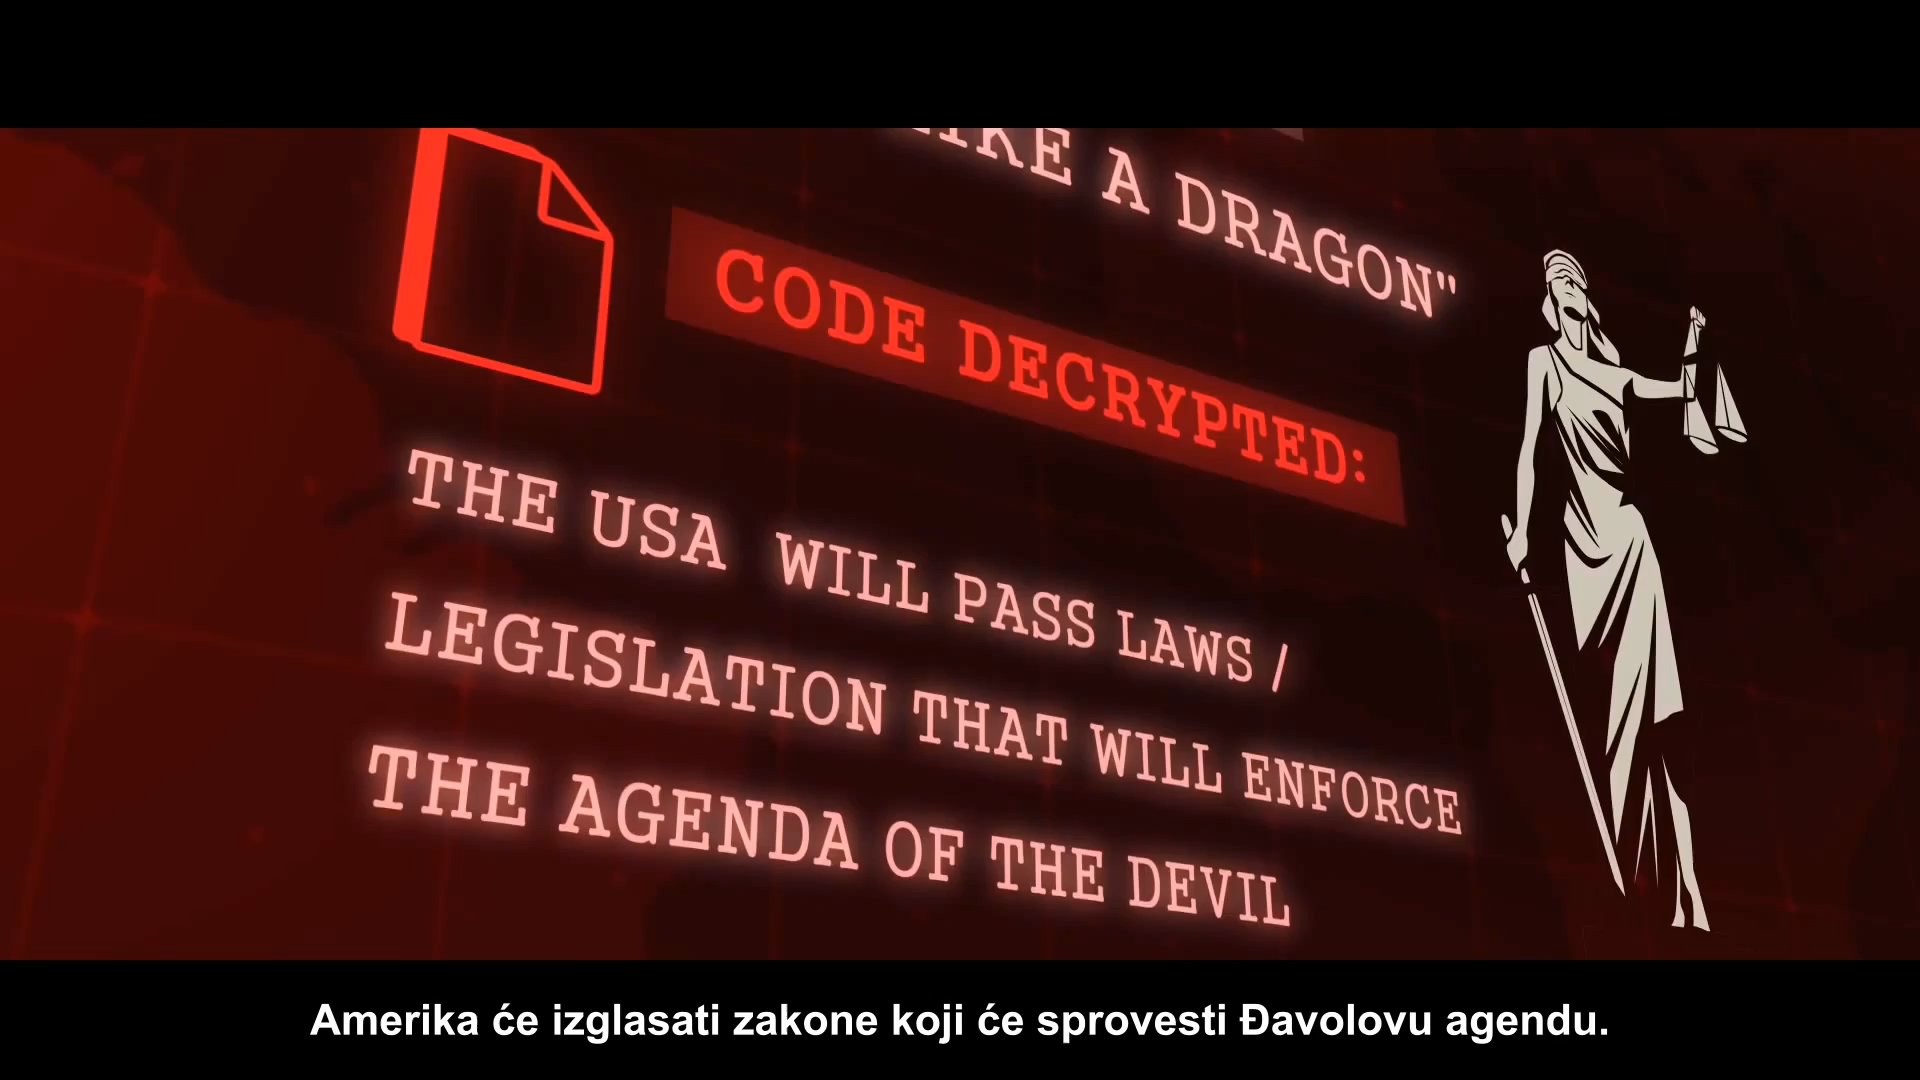 LIKE A DRAGON"
CODE DECRYPTED:
THE USA WILL PASS LAWS /
LEGISLATION THAT WILL ENFORCE
THE AGENDA OF THE DEVIL
Amerika će izglasati zakone koji će sprovesti Đavolovu agendu.